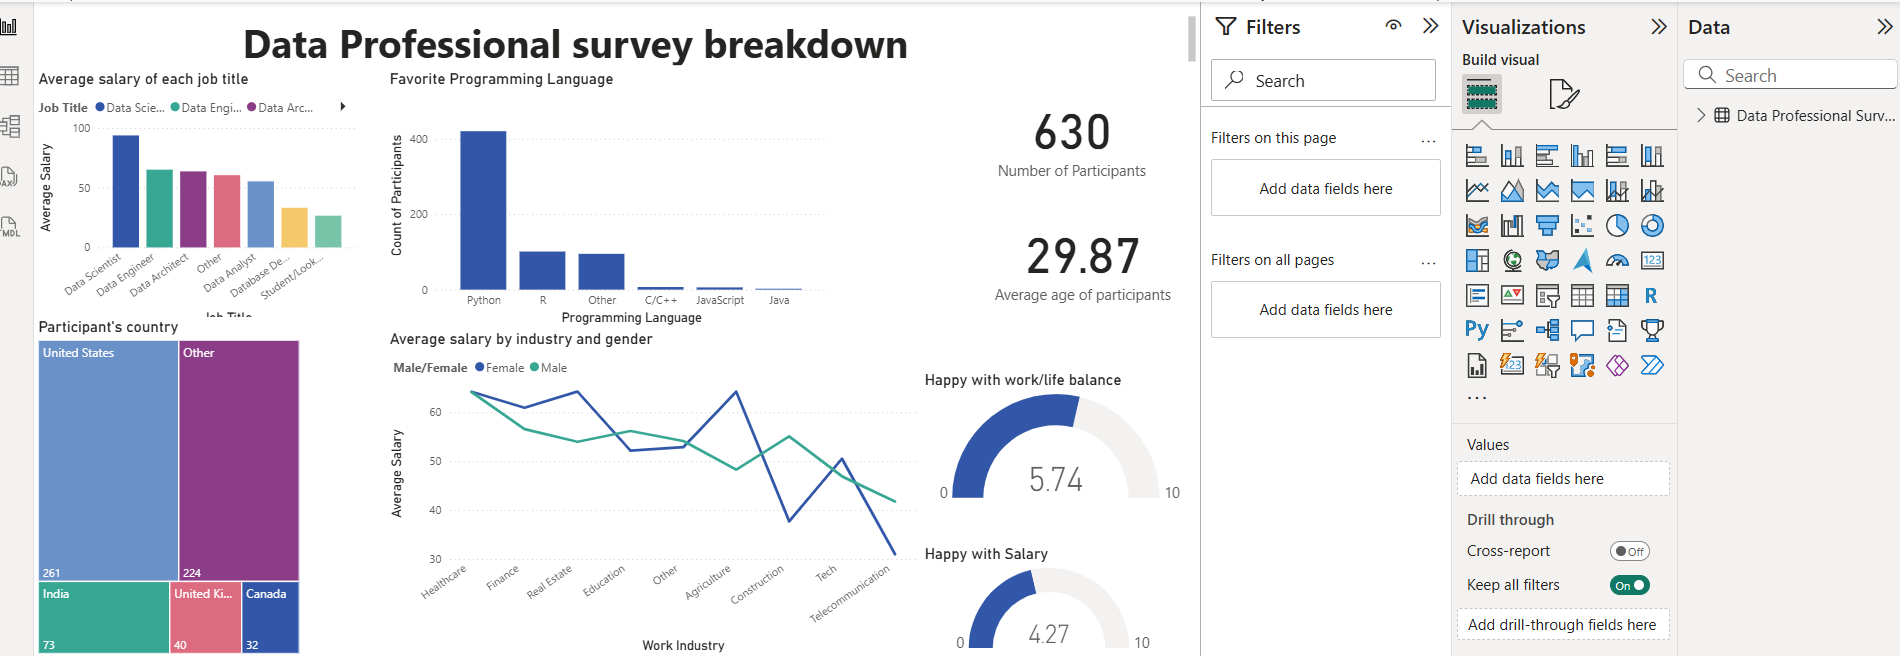 Data Professional survey breakdown
Average salary of each job title
Job Title Data Scie... Data Engi... Data Arc...
Average Salary
100
50
0
Data Scientist
Data Engineer
Data Architect
Other
Data Analyst
Database De...
Student/Look...
Job Title
Favorite Programming Language
Count of Participants
400
200
0
Python
R
Other
C/C++
JavaScript
Java
Programming Language
630
Number of Participants
29.87
Average age of participants
Participant's country
United States
261
Other
224
India
73
United Ki...
40
Canada
32
Average salary by industry and gender
Male/Female Female Male
Average Salary
60
50
40
30
Healthcare
Finance
Real Estate
Education
Other
Agriculture
Construction
Tech
Telecommunication
Work Industry
Happy with work/life balance
5.74
0
10
Happy with Salary
4.27
0
10
Filters
Search
Filters on this page
...
Add data fields here
Filters on all pages
...
Add data fields here
Visualizations
Build visual
123
R
Py
123
...
Values
Add data fields here
Drill through
Cross-report
Off
Keep all filters
On
Add drill-through fields here
Data
Search
Data Professional Surv...